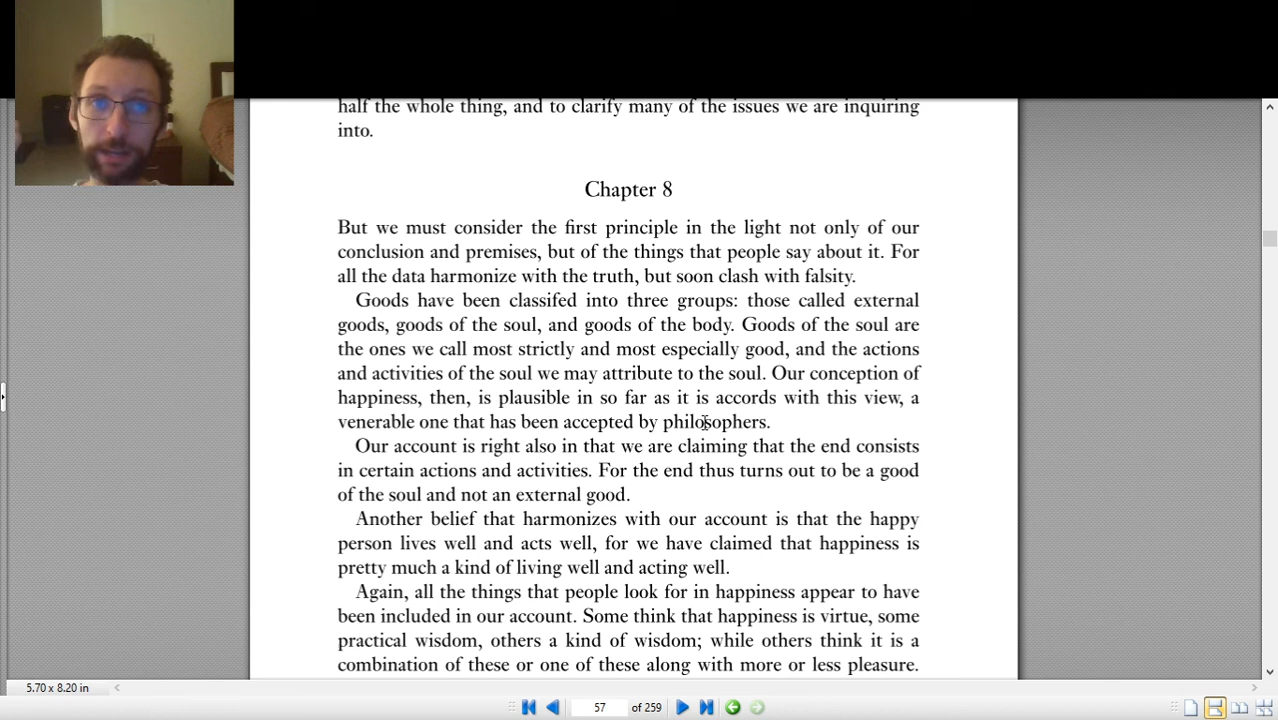 half the whole thing, and to clarify many of the issues we are inquiring
into.
Chapter 8
But we must consider the first principle in the light not only of our
conclusion and premises, but of the things that people say about it. For
all the data harmonize with the truth, but soon clash with falsity.
Goods have been classifed into three groups: those called external
goods, goods of the soul, and goods of the body. Goods of the soul are
the ones we call most strictly and most especially good, and the actions
and activities of the soul we may attribute to the soul. Our conception of
happiness, then, is plausible in so far as it is accords with this view, a
venerable one that has been accepted by philosophers.
Our account is right also in that we are claiming that the end consists
in certain actions and activities. For the end thus turns out to be a good
of the soul and not an external good.
Another belief that harmonizes with our account is that the happy
person lives well and acts well, for we have claimed that happiness is
pretty much a kind of living well and acting well.
Again, all the things that people look for in happiness appear to have
been included in our account. Some think that happiness is virtue, some
practical wisdom, others a kind of wisdom; while others think it is a
combination of these or one of these along with more or less pleasure.
5.70 x 8.20 in
57 of 259